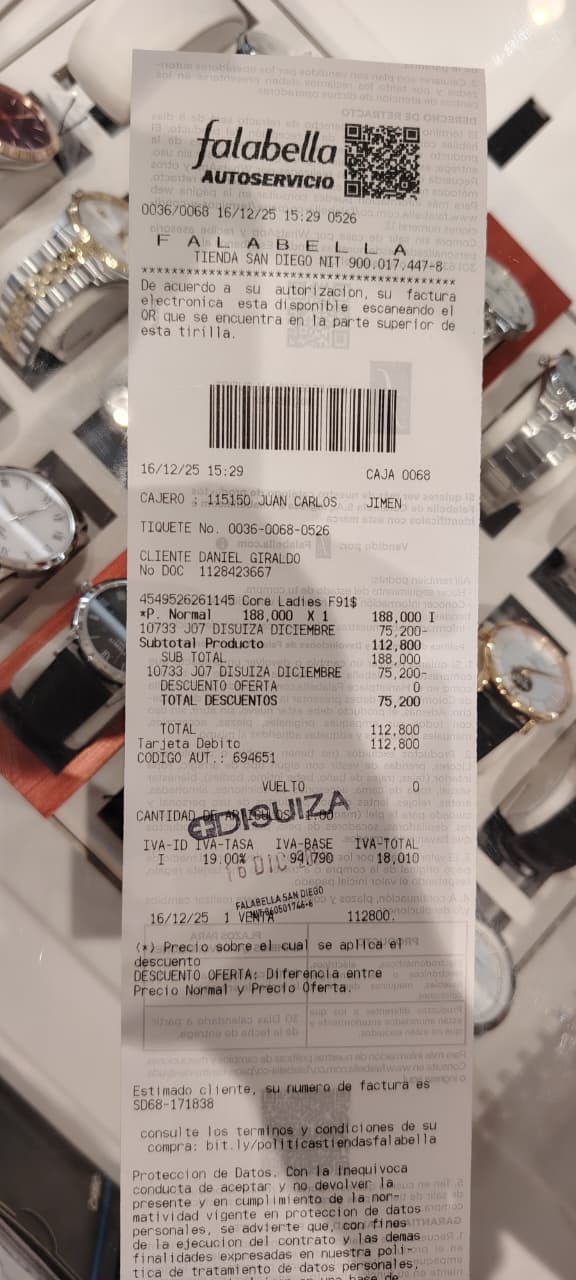 falabella
AUTOSERVICIO
0036/0068 16/12/25 15:29 0526
F A L A B E L L A
TIENDA SAN DIEGO NIT 900.017.447-8
****************************************
De acuerdo a su autorizacion, su factura
electronica esta disponible escaneando el
QR que se encuentra en la parte superior de
esta tirilla.
16/12/25 15:29 CAJA 0068
CAJERO : 115150 JUAN CARLOS JIMEN
TIQUETE No. 0036-0068-0526
CLIENTE DANIEL GIRALDO
No DOC 1128423667
4549526261145 Core Ladies F91$
*P. Normal 188,000 X 1 188,000 I
10733 J07 DISUIZA DICIEMBRE 75,200-
Subtotal Producto 112,800
SUB TOTAL 188,000
10733 J07 DISUIZA DICIEMBRE 75,200-
DESCUENTO OFERTA 0
TOTAL DESCUENTOS 75,200
TOTAL 112,800
Tarjeta Debito 112,800
CODIGO AUT.: 694651
VUELTO 0
CANTIDAD DE ARTICULOS: 1.00
DISUIZA
IVA-ID IVA-TASA IVA-BASE IVA-TOTAL
I 19.00% 94,790 18,010
16 DIC
FALABELLA SAN DIEGO
16/12/25 1 VENTA 112800.
(*) Precio sobre el cual se aplica el
descuento
DESCUENTO OFERTA: Diferencia entre
Precio Normal y Precio Oferta.
Estimado cliente, su numero de factura es
SD68-171838
consulte los terminos y condiciones de su
compra: bit.ly/politicastiendasfalabella
Proteccion de Datos. Con la inequivoca
conducta de aceptar y no devolver la
presente y en cumplimiento de la nor-
matividad vigente en proteccion de datos
personales, se advierte que, con fines
de la ejecucion del contrato y las demas
finalidades expresadas en nuestra poli-
tica de tratamiento de datos personales,